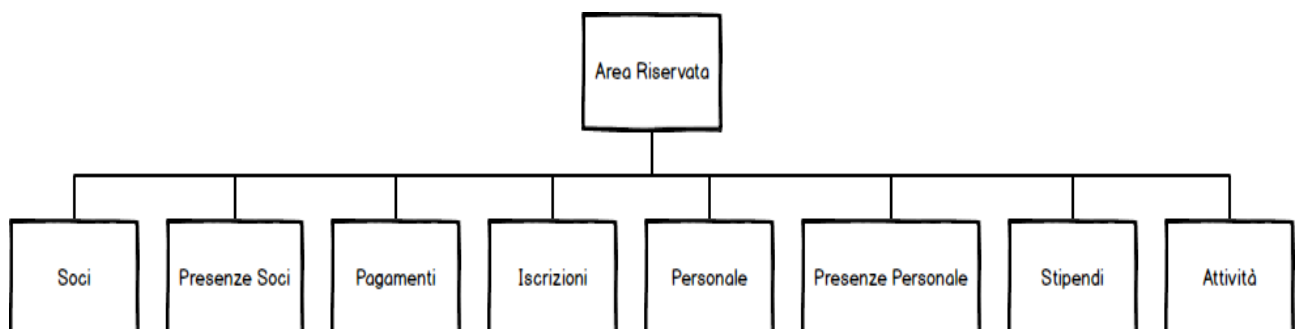 Area Riservata
Soci
Presenze Soci
Pagamenti
Iscrizioni
Personale
Presenze Personale
Stipendi
Attività